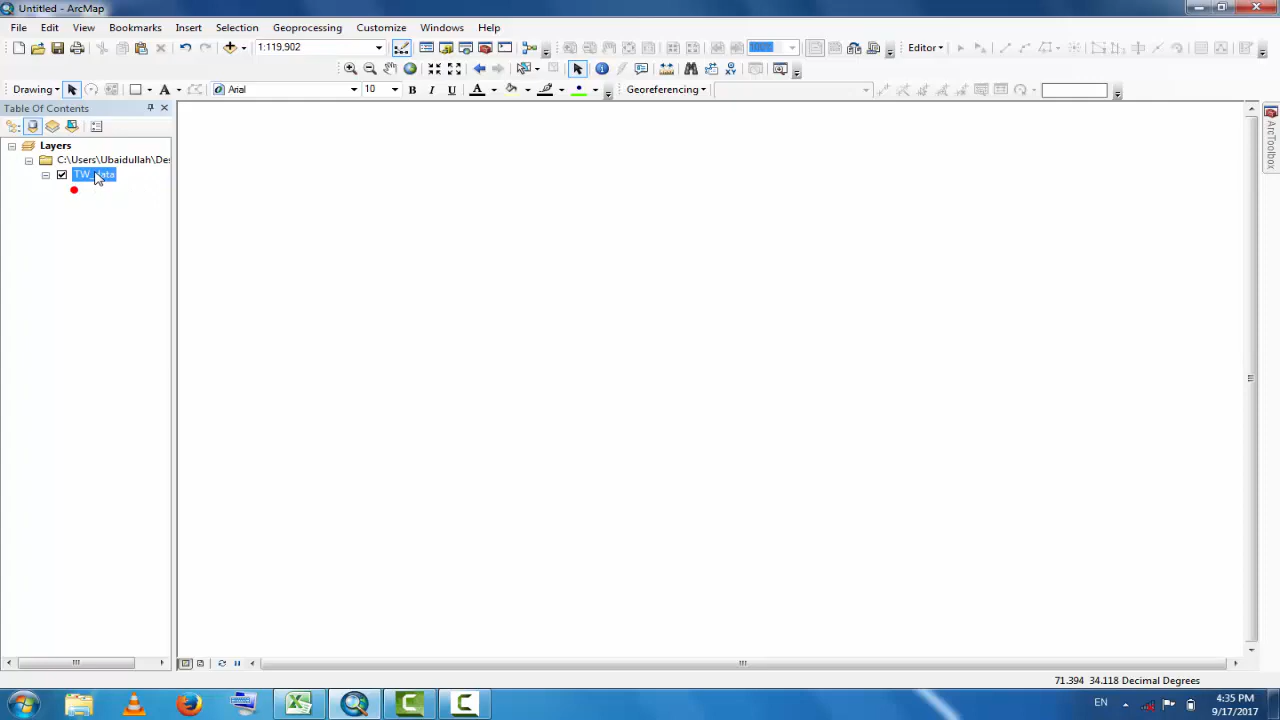 Untitled - ArcMap
File Edit View Bookmarks Insert Selection Geoprocessing Customize Windows Help
1:119,902
Editor
Drawing
Arial
10
B I U
A
Georeferencing
Table Of Contents
Layers
C:\Users\Ubaidullah\Des
TW_data
ArcToolbox
71.394 34.118 Decimal Degrees
EN
4:35 PM
9/17/2017